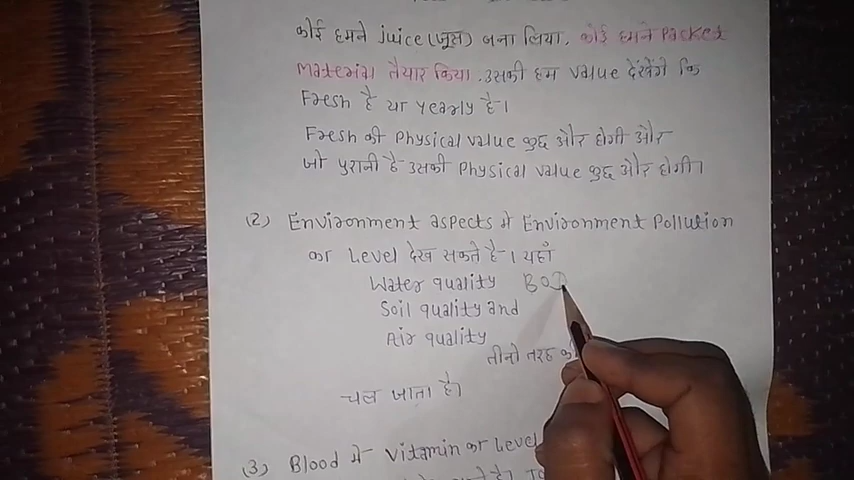 कोई हमने juice (जूस) बना लिया, कोई हमने Packet
Material तैयार किया, उसकी हम value देखेंगे कि
Fresh है या yearly है।
Fresh की Physical value कुछ और होगी और
जो पुरानी है उसकी Physical value कुछ और होगी।
(2) Environment aspects में Environment Pollution
का Level देख सकते है। यहाँ
Water quality BOD
Soil quality and
Air quality
तीनो तरह
चल जाता है।
(3) Blood में Vitamin का Level